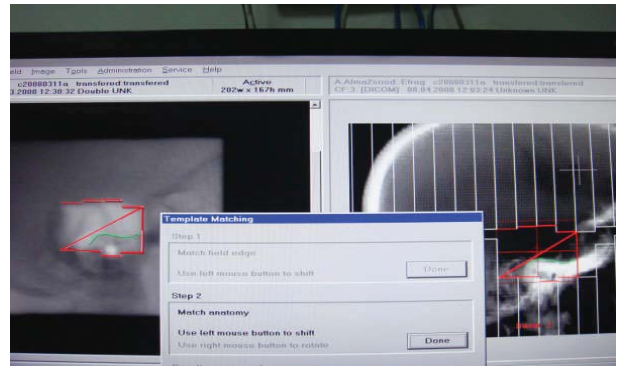 eld Image Tools Administration Service Help
c20080311a transfered:transfered Active
3.2008 12:30:32 Double UNK 202w x 167h mm
transfered:transfered
CF:3, [DICOM] 08.04.2008 12:03:24 Unknown UNK
Template Matching
Step 1
Match field edge
Use left mouse button to shift
Done
Step 2
Match anatomy
Use left mouse button to shift
Use right mouse button to rotate
Done